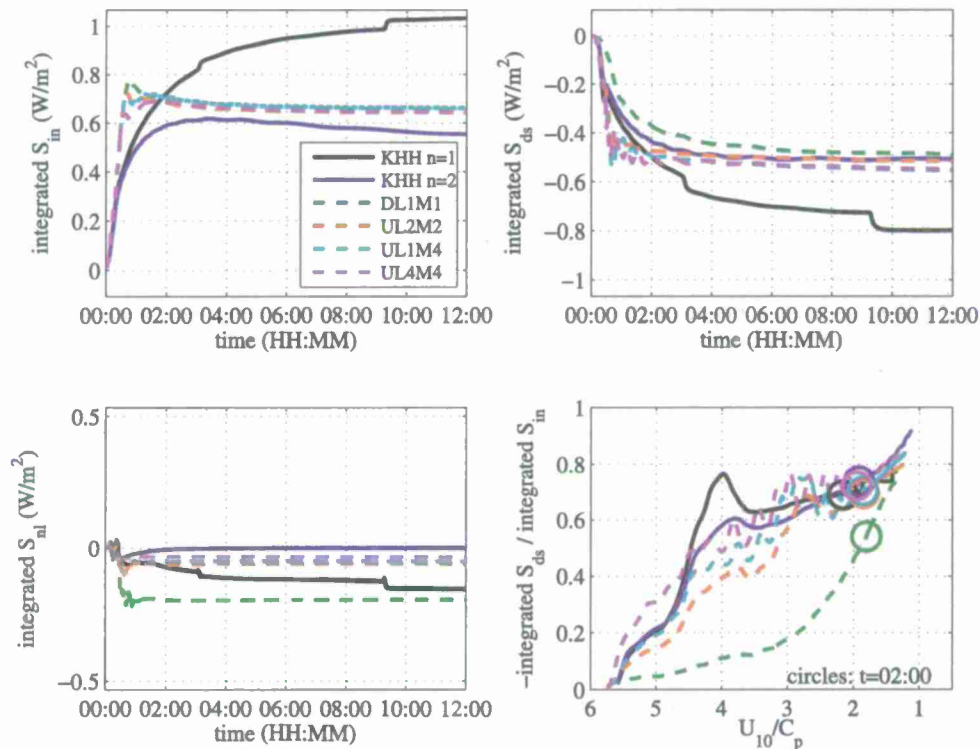 integrated S_in (W/m²)
1
0.8
0.6
0.4
0.2
0
KHH n=1
KHH n=2
DL1M1
UL2M2
UL1M4
UL4M4
00:00 02:00 04:00 06:00 08:00 10:00 12:00
time (HH:MM)
integrated S_ds (W/m²)
0
−0.2
−0.4
−0.6
−0.8
−1
00:00 02:00 04:00 06:00 08:00 10:00 12:00
time (HH:MM)
integrated S_nl (W/m²)
0.5
0
−0.5
00:00 02:00 04:00 06:00 08:00 10:00 12:00
time (HH:MM)
−integrated S_ds / integrated S_in
1
0.8
0.6
0.4
0.2
0
circles: t=02:00
6 5 4 3 2 1
U_10/C_p